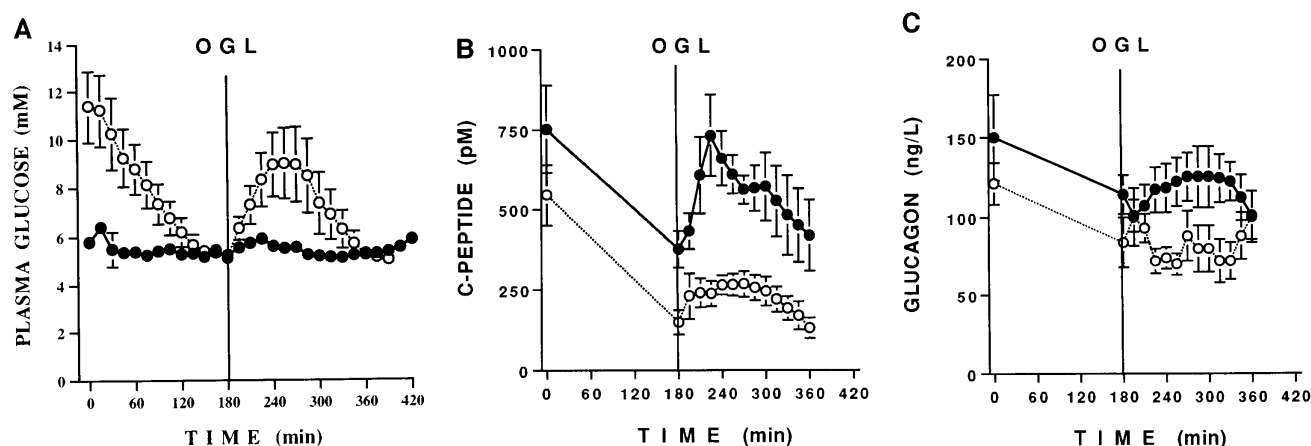 A
OGL
PLASMA GLUCOSE (mM)
14
12
10
8
6
4
2
0
0 60 120 180 240 300 360 420
TIME (min)
B
OGL
C-PEPTIDE (pM)
1000
750
500
250
0
0 60 120 180 240 300 360 420
TIME (min)
C
OGL
GLUCAGON (ng/L)
200
150
100
50
0
0 60 120 180 240 300 360 420
TIME (min)